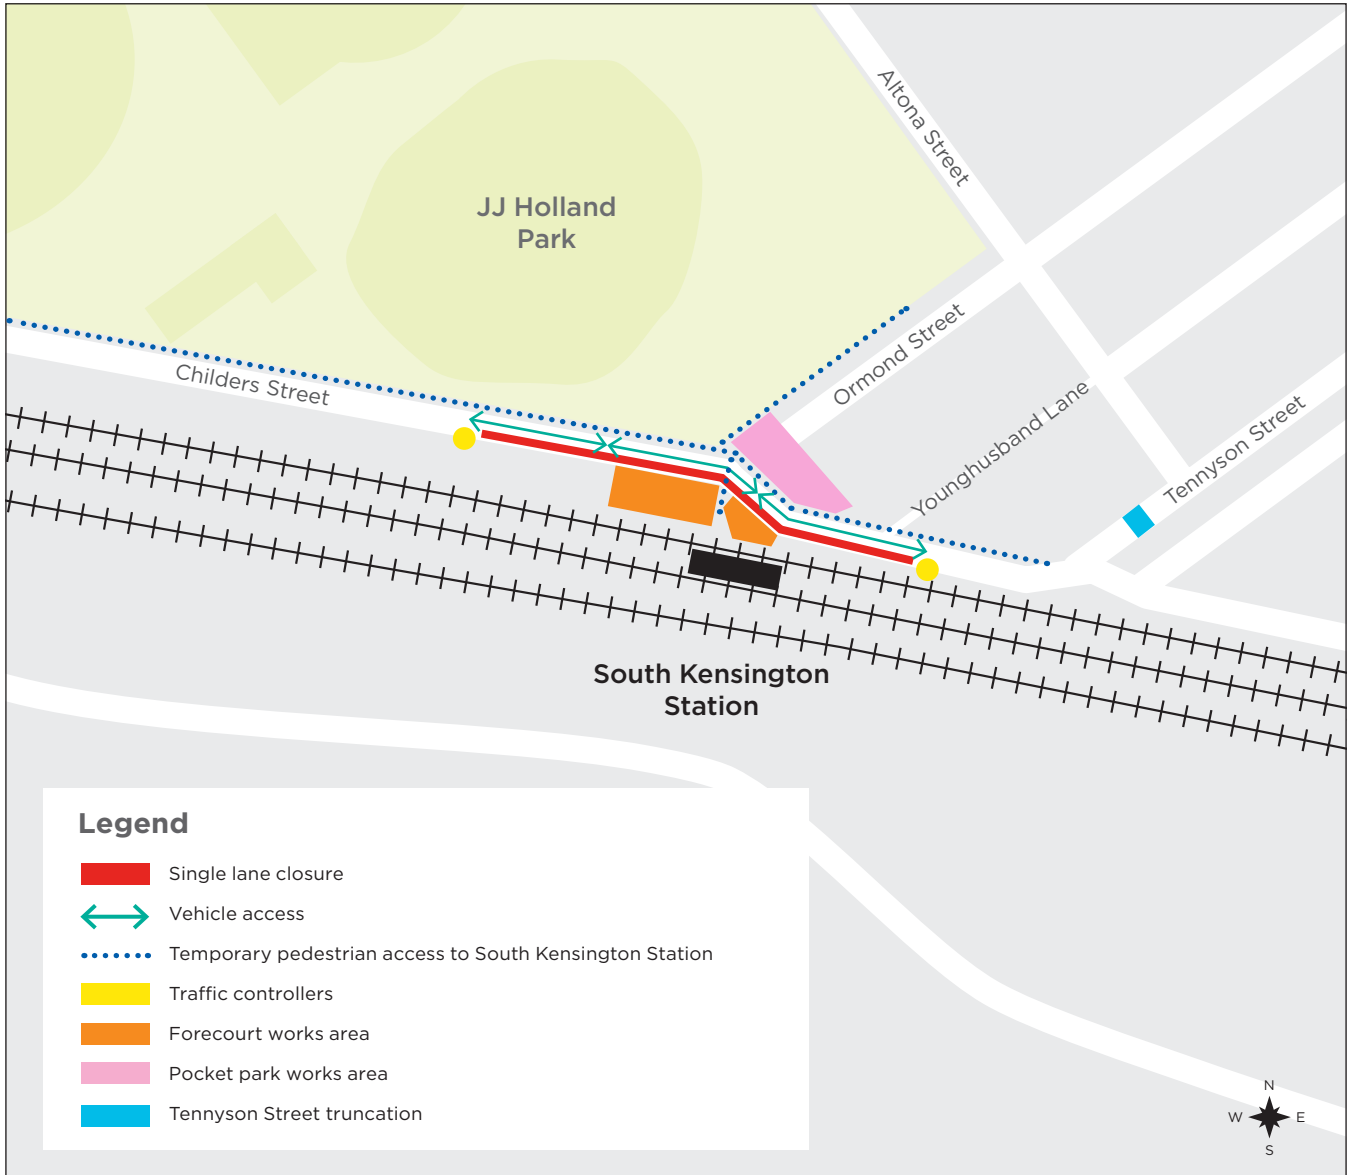 Altona Street
JJ Holland
Park
Ormond Street
Childers Street
Younghusband Lane
Tennyson Street
South Kensington
Station
Legend
Single lane closure
Vehicle access
Temporary pedestrian access to South Kensington Station
Traffic controllers
Forecourt works area
Pocket park works area
Tennyson Street truncation
N
W E
S